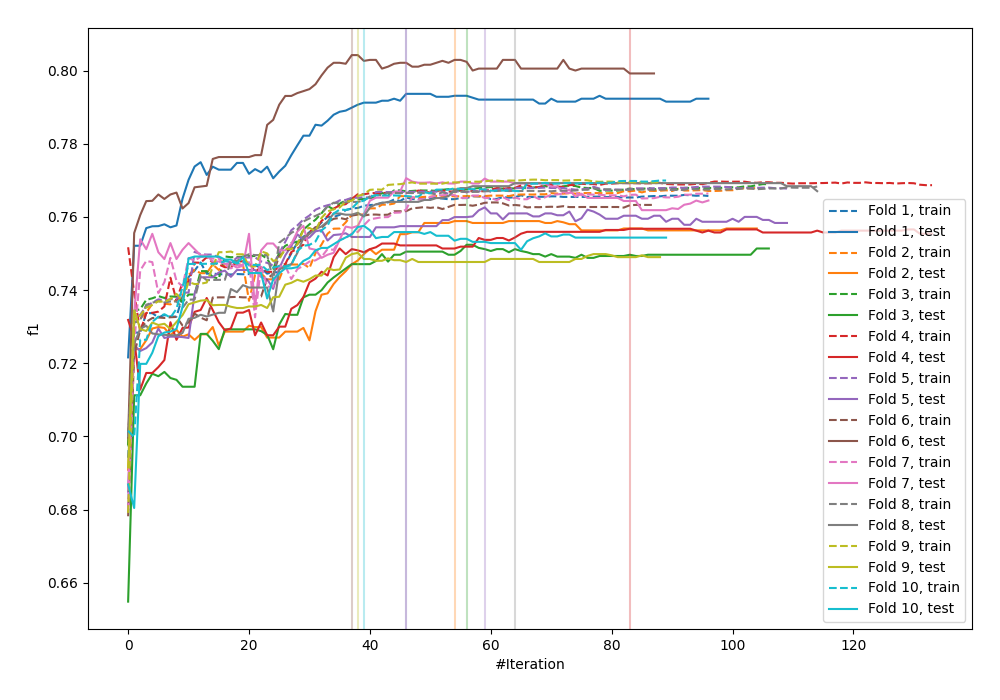 0.80
0.78
0.76
0.74
0.72
0.70
0.68
0.66
f1
0 20 40 60 80 100 120
#Iteration
Fold 1, train
Fold 1, test
Fold 2, train
Fold 2, test
Fold 3, train
Fold 3, test
Fold 4, train
Fold 4, test
Fold 5, train
Fold 5, test
Fold 6, train
Fold 6, test
Fold 7, train
Fold 7, test
Fold 8, train
Fold 8, test
Fold 9, train
Fold 9, test
Fold 10, train
Fold 10, test